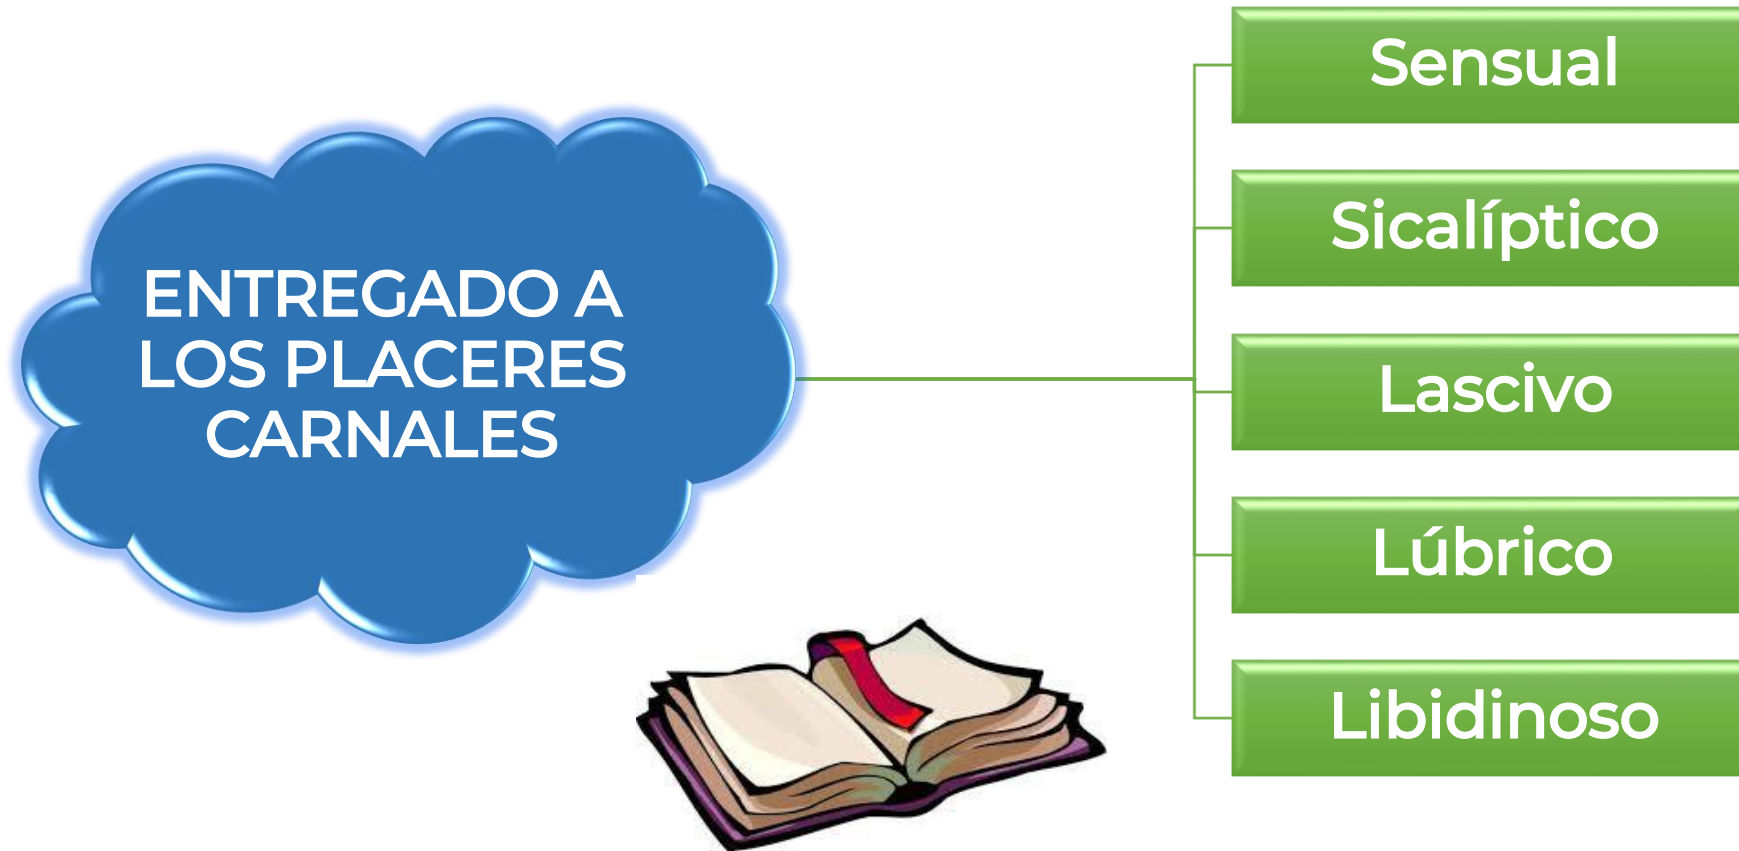 ENTREGADO A
LOS PLACERES
CARNALES
Sensual
Sicalíptico
Lascivo
Lúbrico
Libidinoso